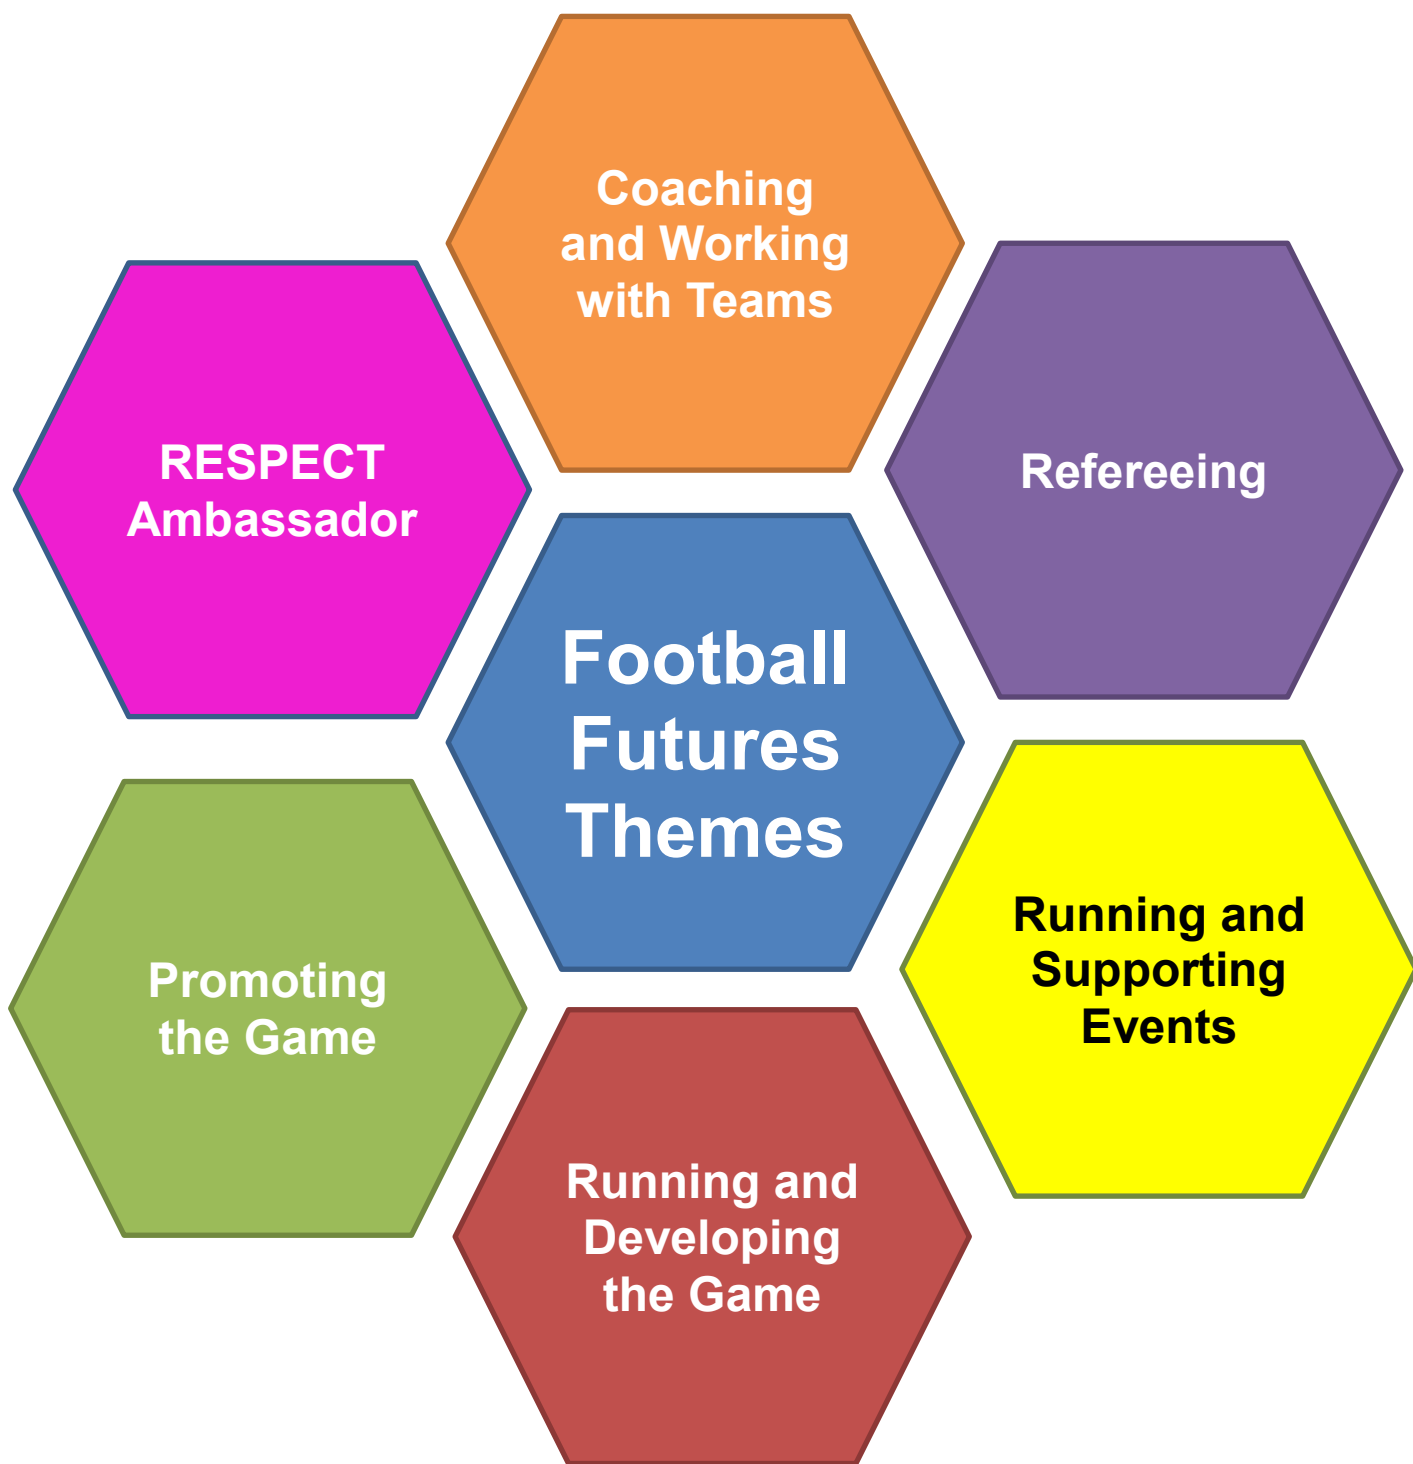 Coaching
and Working
with Teams
RESPECT
Ambassador
Refereeing
Football
Futures
Themes
Promoting
the Game
Running and
Supporting
Events
Running and
Developing
the Game